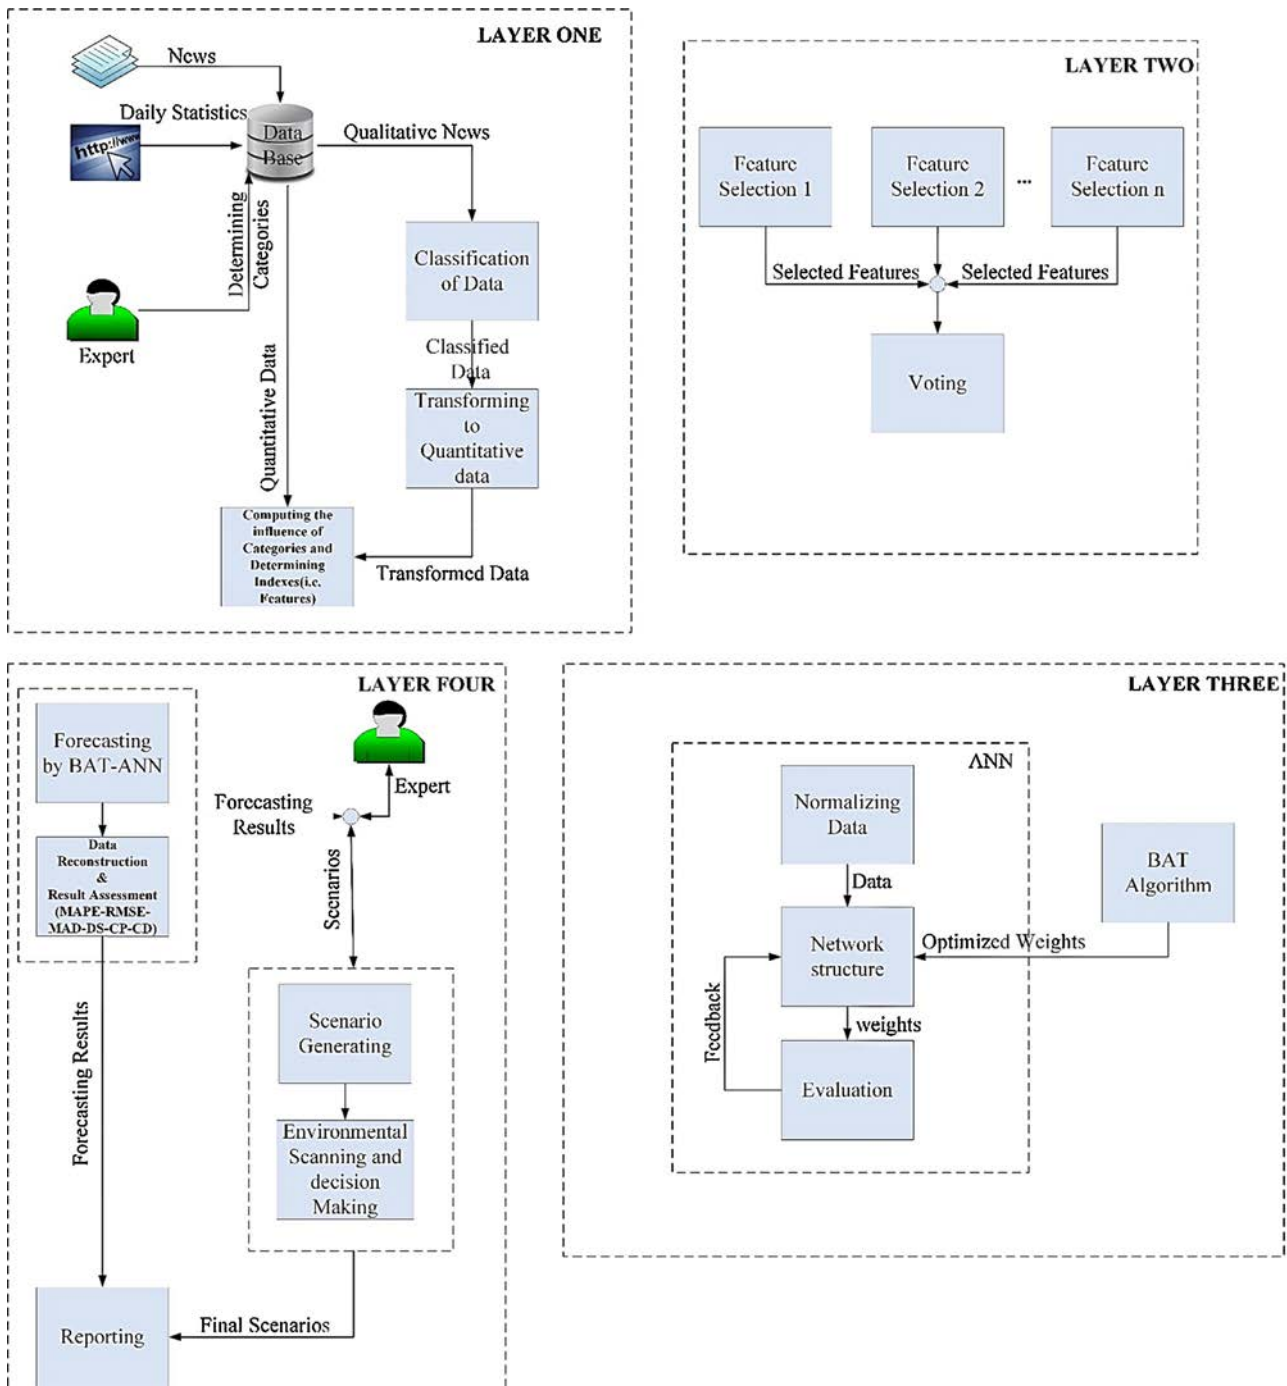 LAYER ONE
News
Daily Statistics
http://www
Data
Base
Qualitative News
Determining
Categories
Expert
Classification
of Data
Classified
Data
Quantitative Data
Transforming
to
Quantitative
data
Computing the
influence of
Categories and
Determining
Indexes(i.e.
Features)
Transformed Data
LAYER TWO
Feature
Selection 1
Feature
Selection 2
...
Feature
Selection n
Selected Features
Selected Features
Voting
LAYER FOUR
Forecasting
by BAT-ANN
Data
Reconstruction
&
Result Assessment
(MAPE-RMSE-
MAD-DS-CP-CD)
Forecasting Results
Expert
Forecasting
Results
Scenarios
Scenario
Generating
Environmental
Scanning and
decision
Making
Final Scenarios
Reporting
LAYER THREE
ANN
Normalizing
Data
Data
BAT
Algorithm
Network
structure
Optimized Weights
weights
Feedback
Evaluation